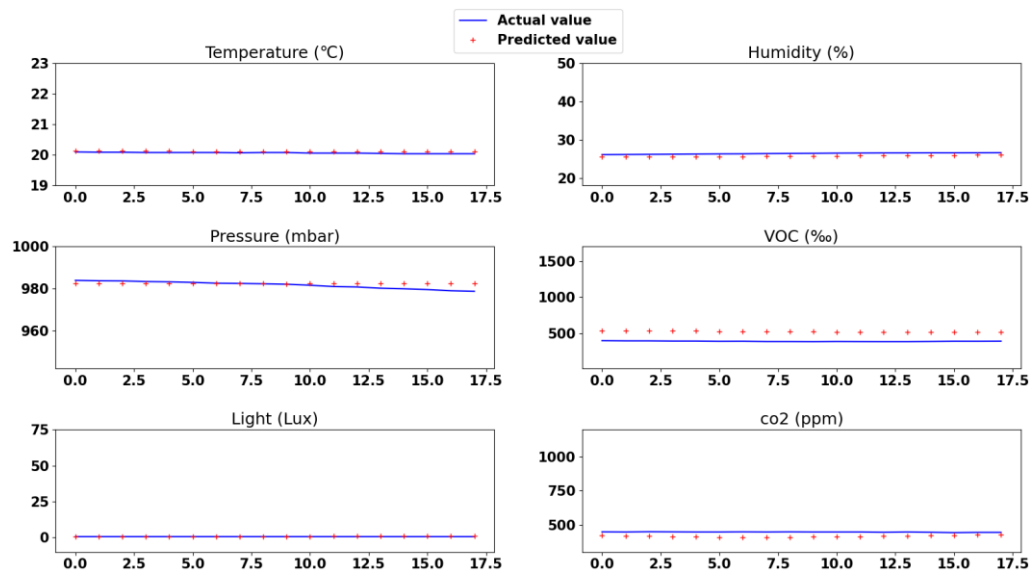 Actual value
Predicted value
Temperature (℃)
23
22
21
20
19
0.0 2.5 5.0 7.5 10.0 12.5 15.0 17.5
Humidity (%)
50
40
30
20
0.0 2.5 5.0 7.5 10.0 12.5 15.0 17.5
Pressure (mbar)
1000
980
960
0.0 2.5 5.0 7.5 10.0 12.5 15.0 17.5
VOC (‰)
1500
1000
500
0.0 2.5 5.0 7.5 10.0 12.5 15.0 17.5
Light (Lux)
75
50
25
0
0.0 2.5 5.0 7.5 10.0 12.5 15.0 17.5
co2 (ppm)
1000
750
500
0.0 2.5 5.0 7.5 10.0 12.5 15.0 17.5